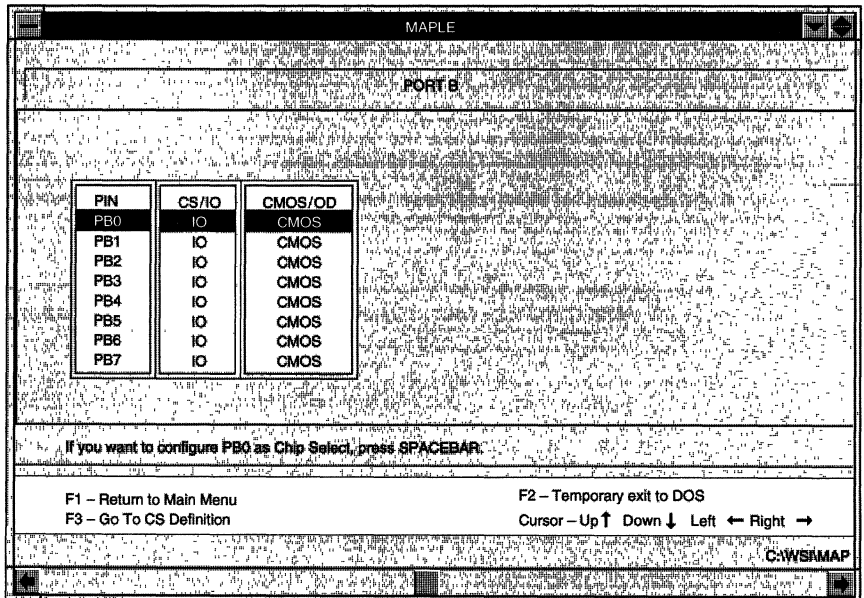 MAPLE
PORT B
PIN CS/IO CMOS/OD
PB0 IO CMOS
PB1 IO CMOS
PB2 IO CMOS
PB3 IO CMOS
PB4 IO CMOS
PB5 IO CMOS
PB6 IO CMOS
PB7 IO CMOS
If you want to configure PB0 as Chip Select, press SPACEBAR.
F1 – Return to Main Menu F2 – Temporary exit to DOS
F3 – Go To CS Definition Cursor – Up ↑ Down ↓ Left ← Right →
C:\WSI\MAP